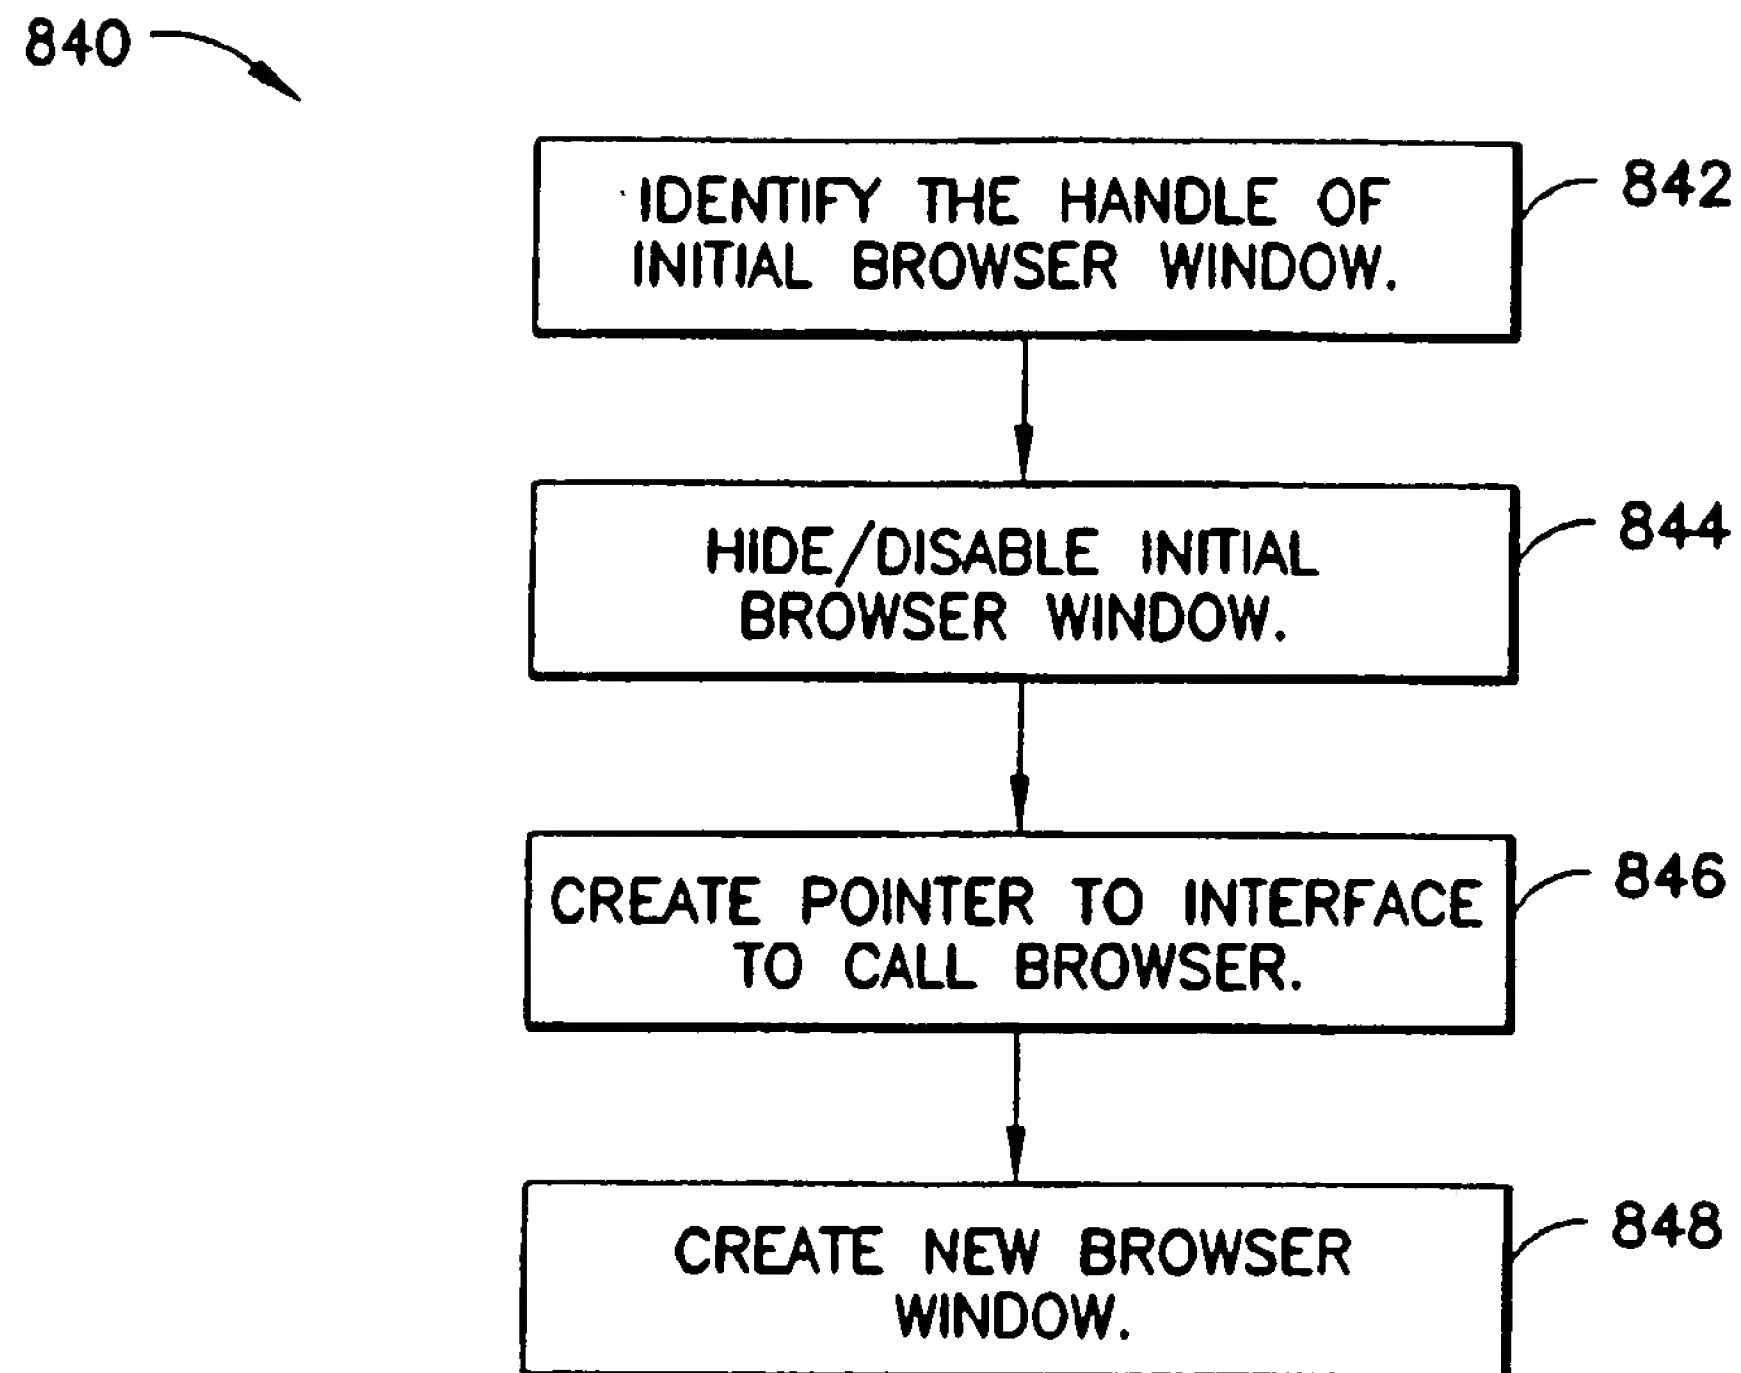 840
IDENTIFY THE HANDLE OF
INITIAL BROWSER WINDOW.
842
HIDE/DISABLE INITIAL
BROWSER WINDOW.
844
CREATE POINTER TO INTERFACE
TO CALL BROWSER.
846
CREATE NEW BROWSER
WINDOW.
848